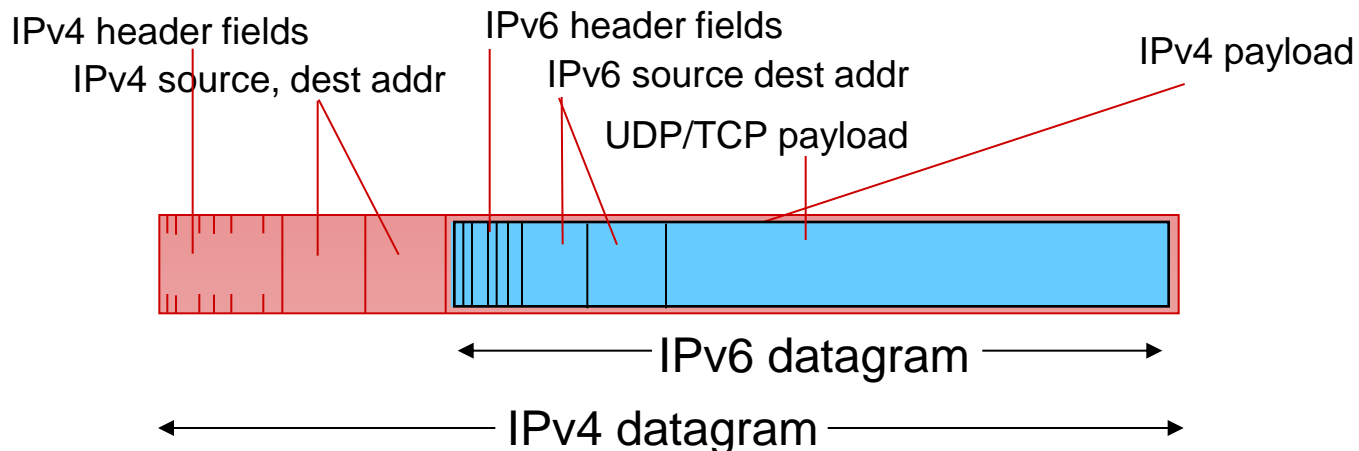 IPv4 header fields
IPv6 header fields
IPv4 payload
IPv4 source, dest addr
IPv6 source dest addr
UDP/TCP payload
IPv6 datagram
IPv4 datagram